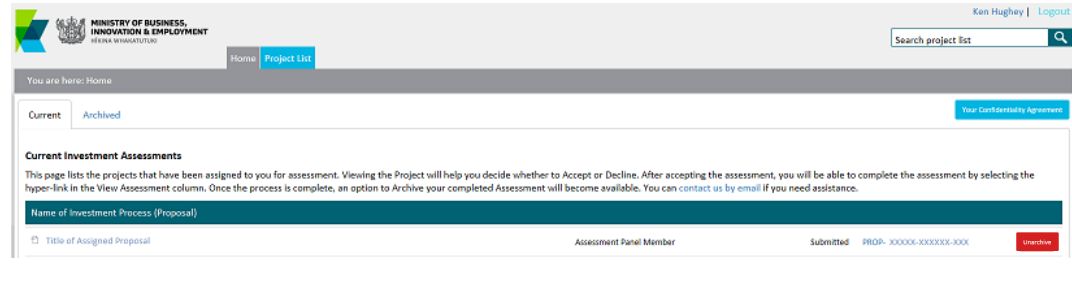 Ken Hughey | Logout
MINISTRY OF BUSINESS,
INNOVATION & EMPLOYMENT
HĪKINA WHAKATUTUKI
Search project list
Home Project List
You are here: Home
Current Archived
Your Confidentiality Agreement
Current Investment Assessments
This page lists the projects that have been assigned to you for assessment. Viewing the Project will help you decide whether to Accept or Decline. After accepting the assessment, you will be able to complete the assessment by selecting the
hyper-link in the View Assessment column. Once the process is complete, an option to Archive your completed Assessment will become available. You can contact us by email if you need assistance.
Name of Investment Process (Proposal)
Title of Assigned Proposal Assessment Panel Member Submitted PROP- XXXXX-XXXXXX-XXX Unarchive